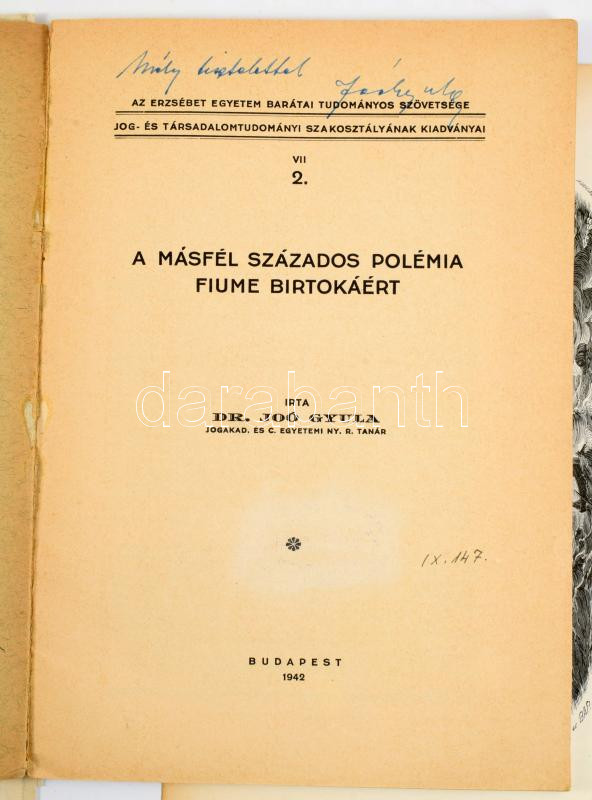 Mély tisztelettel
AZ ERZSÉBET EGYETEM BARÁTAI TUDOMÁNYOS SZÖVETSÉGE
JOG- ÉS TÁRSADALOMTUDOMÁNYI SZAKOSZTÁLYÁNAK KIADVÁNYAI
VII
2.
A MÁSFÉL SZÁZADOS POLÉMIA
FIUME BIRTOKÁÉRT
darabanth
IRTA
DR. JOÓ GYULA
JOGAKAD. ÉS C. EGYETEMI NY. R. TANÁR
IX. 147.
BUDAPEST
1942